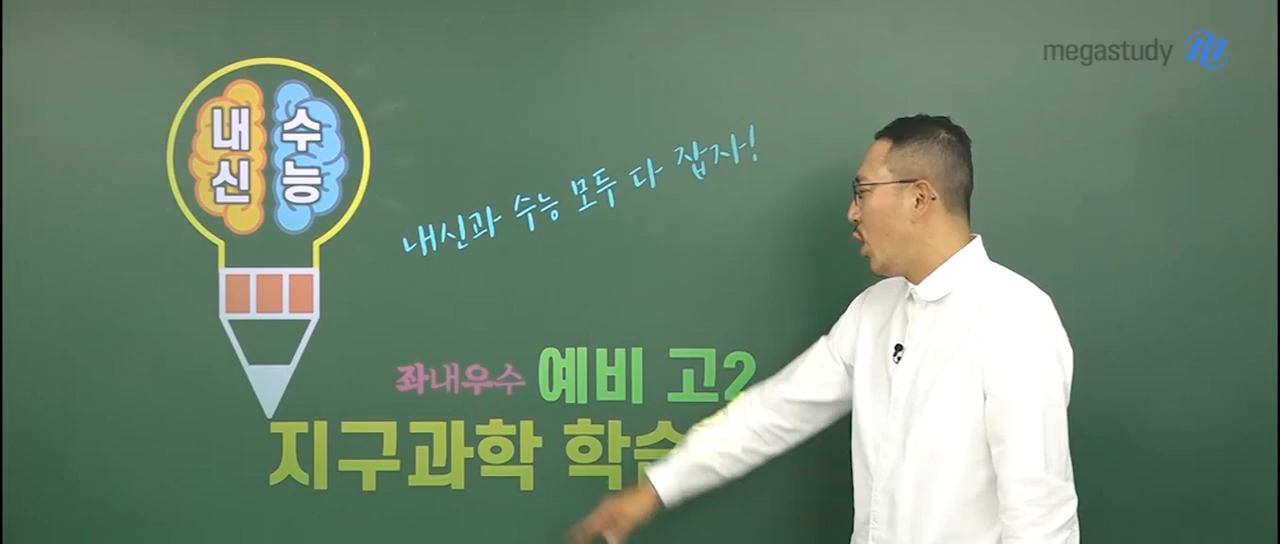 megastudy
내 수
신 능
내신과 수능 모두 다 잡자!
좌내우수 예비 고2
지구과학 학습